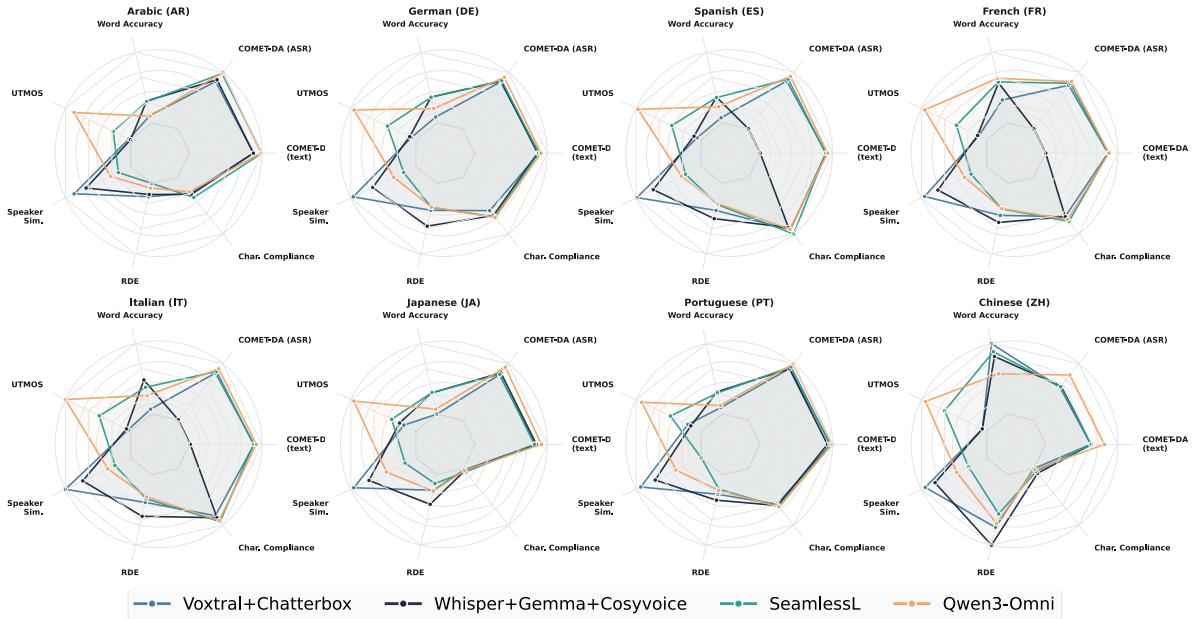 Arabic (AR)
Word Accuracy
COMET-DA (ASR)
UTMOS
COMET-D
(text)
Speaker
Sim.
Char. Compliance
RDE
German (DE)
Word Accuracy
COMET-DA (ASR)
UTMOS
COMET-D
(text)
Speaker
Sim.
Char. Compliance
RDE
Spanish (ES)
Word Accuracy
COMET-DA (ASR)
UTMOS
COMET-D
(text)
Speaker
Sim.
Char. Compliance
RDE
French (FR)
Word Accuracy
COMET-DA (ASR)
UTMOS
COMET-DA
(text)
Speaker
Sim.
Char. Compliance
RDE
Italian (IT)
Word Accuracy
COMET-DA (ASR)
UTMOS
COMET-D
(text)
Speaker
Sim.
Char. Compliance
RDE
Japanese (JA)
Word Accuracy
COMET-DA (ASR)
UTMOS
COMET-D
(text)
Speaker
Sim.
Char. Compliance
RDE
Portuguese (PT)
Word Accuracy
COMET-DA (ASR)
UTMOS
COMET-D
(text)
Speaker
Sim.
Char. Compliance
RDE
Chinese (ZH)
Word Accuracy
COMET-DA (ASR)
UTMOS
COMET-DA
(text)
Speaker
Sim.
Char. Compliance
RDE
Voxtral+Chatterbox
Whisper+Gemma+Cosyvoice
SeamlessL
Qwen3-Omni